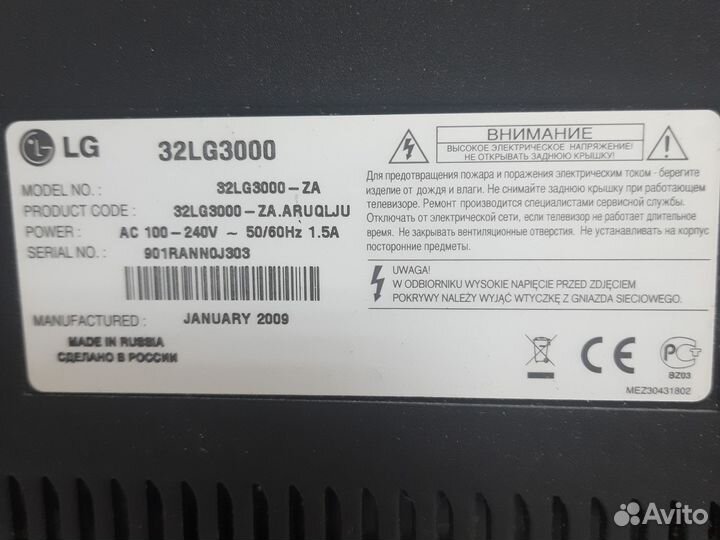 LG 32LG3000
MODEL NO. : 32LG3000-ZA
PRODUCT CODE : 32LG3000-ZA.ARUQLJU
POWER : AC 100-240V ~ 50/60Hz 1.5A
SERIAL NO. : 901RANN0J303
MANUFACTURED : JANUARY 2009
MADE IN RUSSIA
СДЕЛАНО В РОССИИ
ВНИМАНИЕ
ВЫСОКОЕ ЭЛЕКТРИЧЕСКОЕ НАПРЯЖЕНИЕ!
НЕ ОТКРЫВАТЬ ЗАДНЮЮ КРЫШКУ!
Для предотвращения пожара и поражения электрическим током - берегите
изделие от дождя и влаги. Не снимайте заднюю крышку при работающем
телевизоре. Ремонт производится специалистами сервисной службы.
Отключать от электрической сети, если телевизор не работает длительное
время. Не закрывать вентиляционные отверстия. Не устанавливать на корпус
посторонние предметы.
UWAGA!
W ODBIORNIKU WYSOKIE NAPIĘCIE PRZED ZDJĘCIEM
POKRYWY NALEŻY WYJĄĆ WTYCZKĘ Z GNIAZDA SIECIOWEGO.
CE
РСТ
BZ03
MEZ30431802
Avito